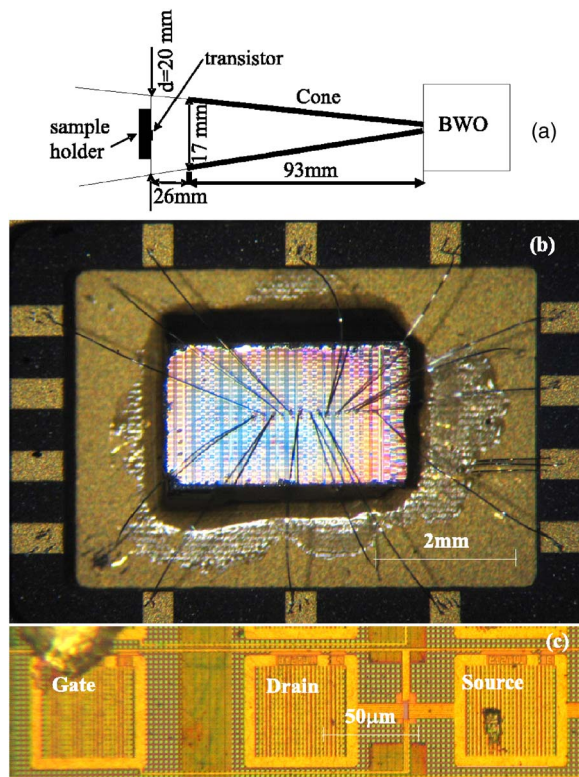 d=20 mm
transistor
sample
holder
17 mm
Cone
BWO
(a)
93mm
26mm
(b)
2mm
(c)
Gate
Drain
Source
50μm